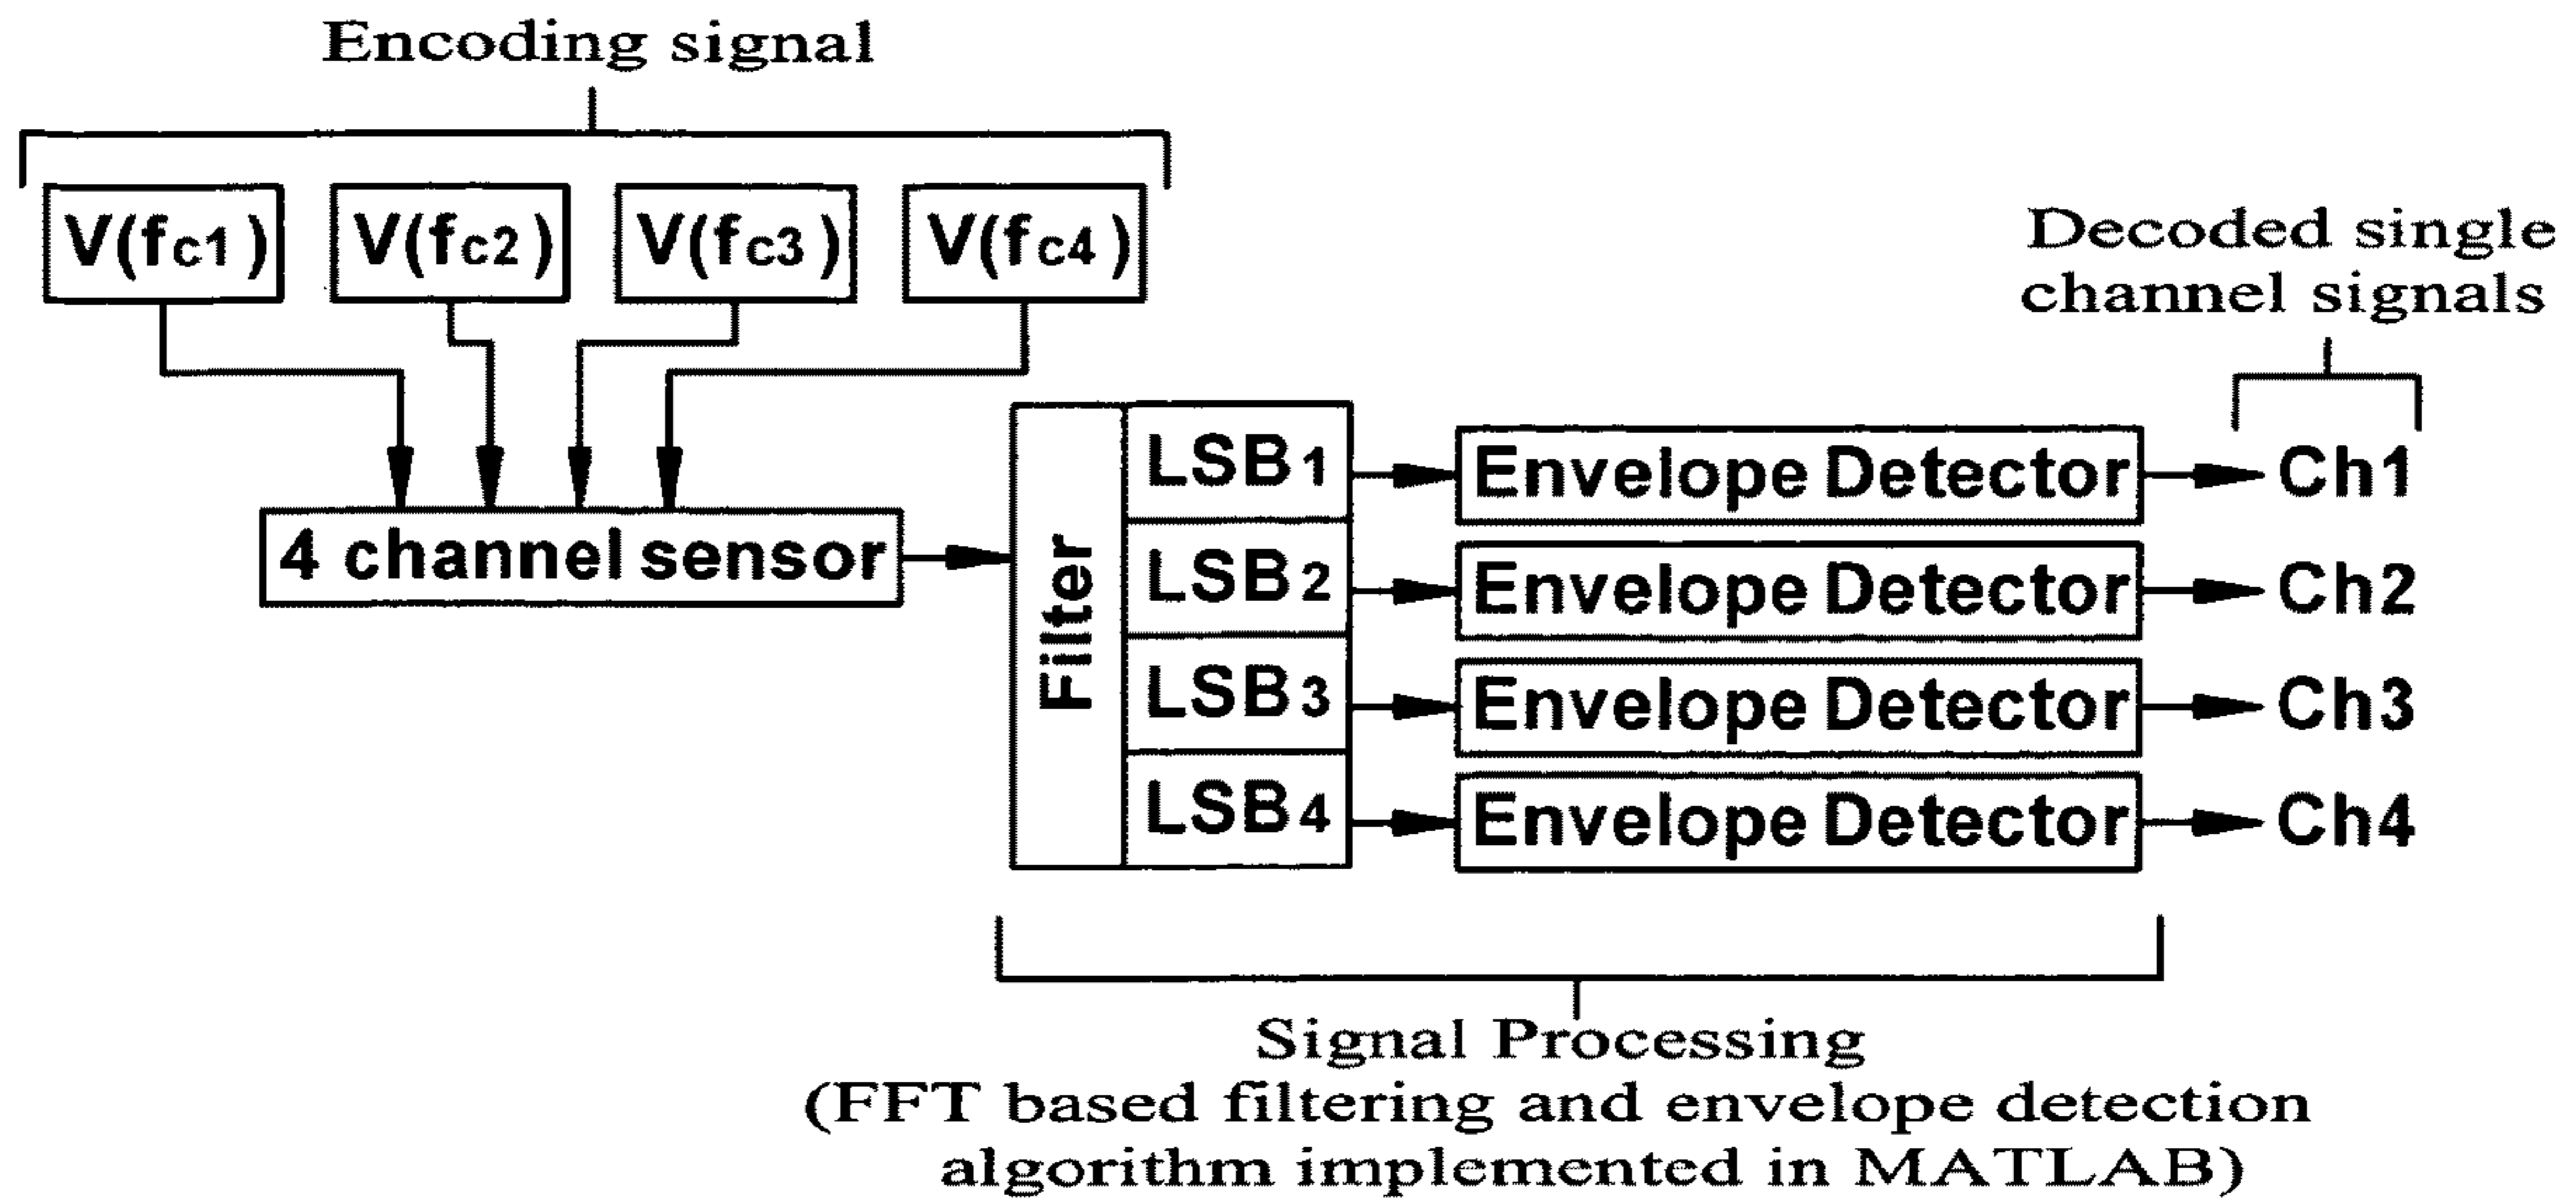 Encoding signal
V(fc1) V(fc2) V(fc3) V(fc4)
Decoded single
channel signals
4 channel sensor
Filter
LSB1 Envelope Detector Ch1
LSB2 Envelope Detector Ch2
LSB3 Envelope Detector Ch3
LSB4 Envelope Detector Ch4
Signal Processing
(FFT based filtering and envelope detection
algorithm implemented in MATLAB)